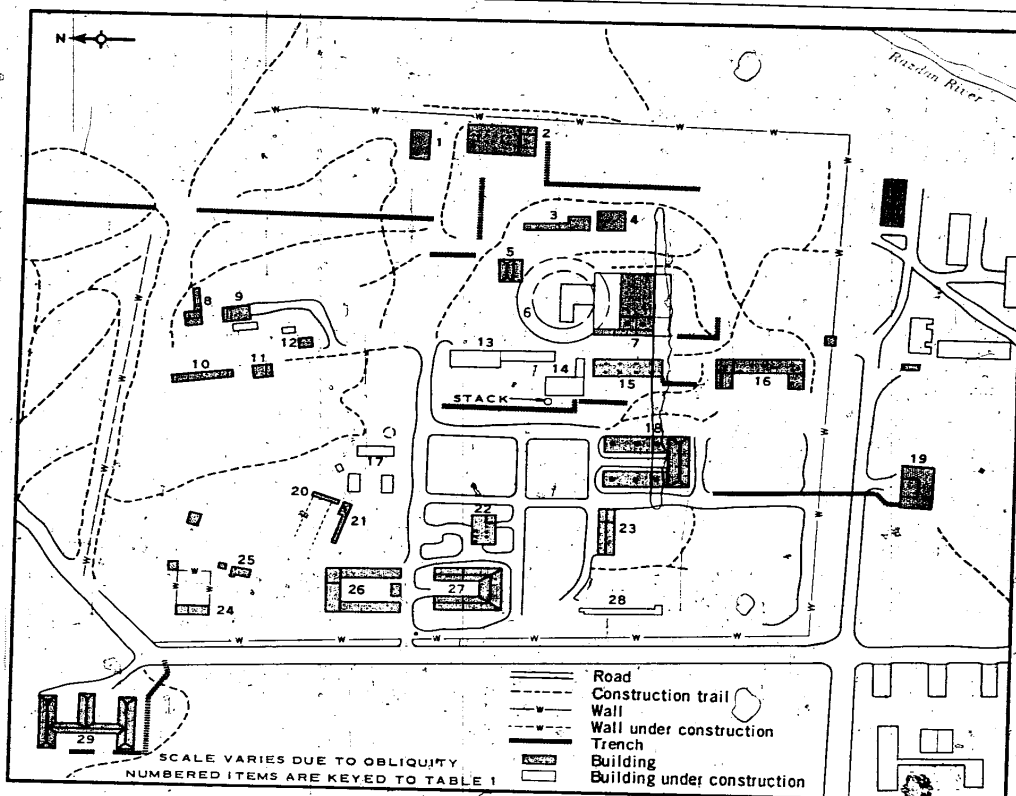 N
Razdan River
W W W W W W
1
2
3
4
5
6
7
8
9
10
11
12
13
14
15
16
17
18
19
20
21
22
23
24
25
26
27
28
29
STACK
W W W W W W
Road
Construction trail
W Wall
W Wall under construction
Trench
Building
Building under construction
SCALE VARIES DUE TO OBLIQUITY
NUMBERED ITEMS ARE KEYED TO TABLE 1